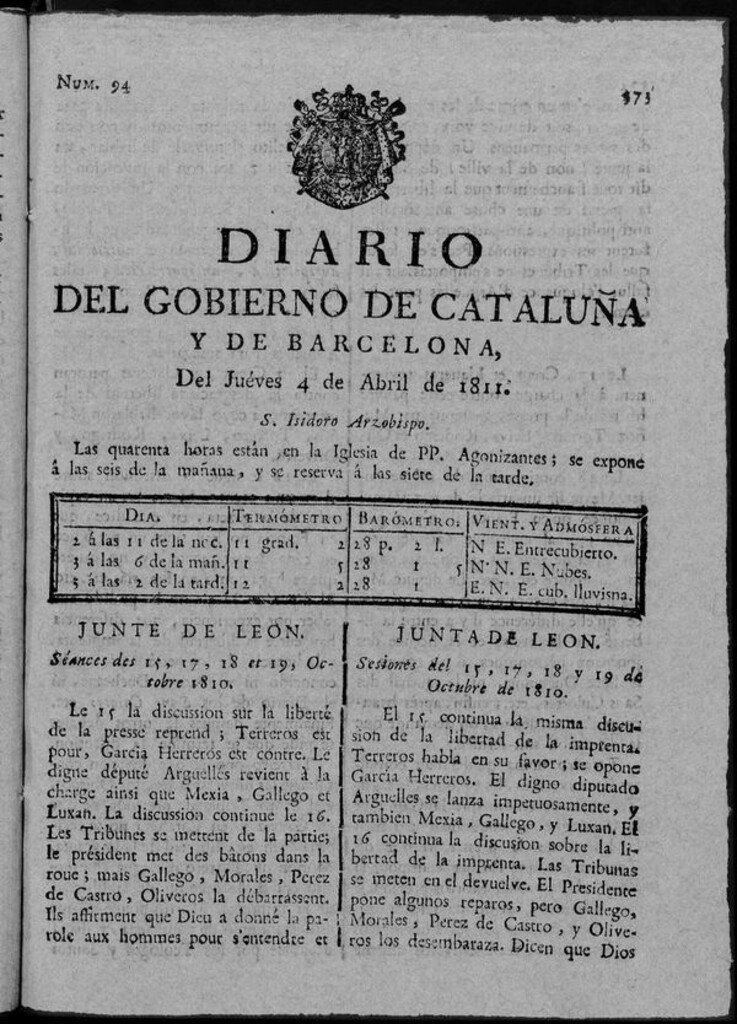 Num. 94
373
DIARIO
DEL GOBIERNO DE CATALUÑA
Y DE BARCELONA,
Del Juéves 4 de Abril de 1811.
S. Isidoro Arzobispo.
Las quarenta horas están en la Iglesia de PP. Agonizantes; se expone
á las seis de la mañana, y se reserva á las siete de la tarde.
DIA. TERMÓMETRO BARÓMETRO. VIENT. Y ADMÓSFERA
2 á las 11 de la noc. 11 grad. 2 28 p. 2 l. N E. Entrecubierto.
3 á las 6 de la mañ. 11 5 28 1 5 N. N. E. Nubes.
3 á las 2 de la tard. 12 2 28 1 E. N. E. cub. lluvisna.
JUNTE DE LEON.
Séances des 15, 17, 18 et 19, Oc-
tobre 1810.
Le 15 la discussion sur la liberté
de la presse reprend; Terreros est
pour, Garcia Herreros est contre. Le
digne député Arguellés revient à la
charge ainsi que Mexia, Gallego et
Luxan. La discussion continue le 16.
Les Tribunes se mettent de la partie;
le président met des bâtons dans la
roue; mais Gallego, Morales, Perez
de Castro, Oliveros la débarrassent.
Ils affirment que Dieu a donné la pa-
role aux hommes pour s'entendre et
JUNTA DE LEON.
Sesiones del 15, 17, 18 y 19 de
Octubre de 1810.
El 15 continua la misma discu-
sion de la libertad de la imprenta.
Terreros habla en su favor; se opone
García Herreros. El digno diputado
Arguelles se lanza impetuosamente, y
tambien Mexia, Gallego, y Luxan. El
16 continua la discusion sobre la li-
bertad de la imprenta. Las Tribunas
se meten en el devuelve. El Presidente
pone algunos reparos, pero Gallego,
Morales, Perez de Castro, y Olive-
ros los desembaraza. Dicen que Dios